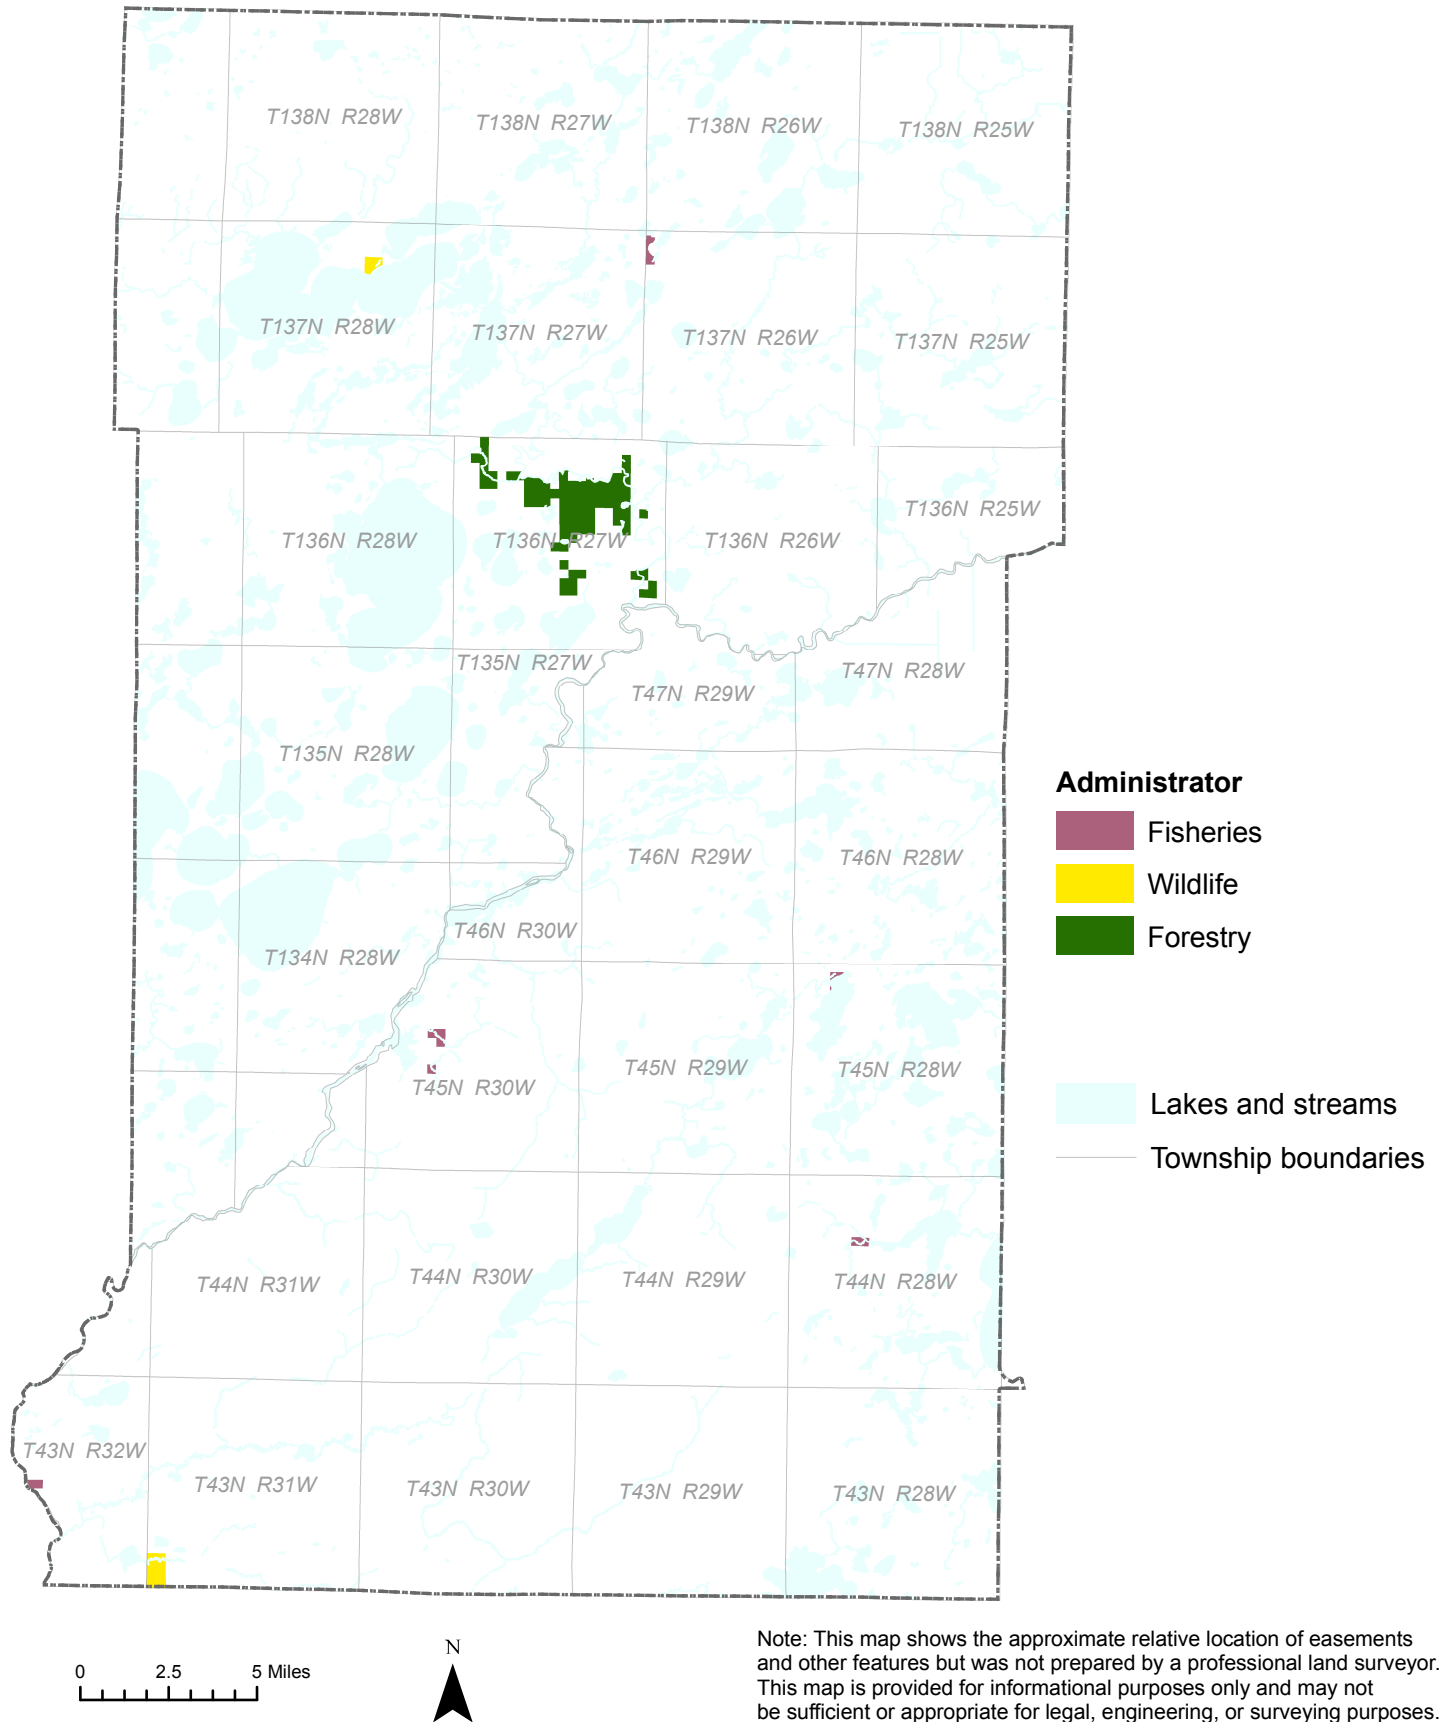 T138N R28W
T138N R27W
T138N R26W
T138N R25W
T137N R28W
T137N R27W
T137N R26W
T137N R25W
T136N R28W
T136N R27W
T136N R26W
T136N R25W
T135N R27W
T47N R29W
T47N R28W
T135N R28W
Administrator
Fisheries
Wildlife
Forestry
T46N R29W
T46N R28W
T46N R30W
T134N R28W
T45N R30W
T45N R29W
T45N R28W
Lakes and streams
Township boundaries
T44N R31W
T44N R30W
T44N R29W
T44N R28W
T43N R32W
T43N R31W
T43N R30W
T43N R29W
T43N R28W
0 2.5 5 Miles
N
Note: This map shows the approximate relative location of easements
and other features but was not prepared by a professional land surveyor.
This map is provided for informational purposes only and may not
be sufficient or appropriate for legal, engineering, or surveying purposes.